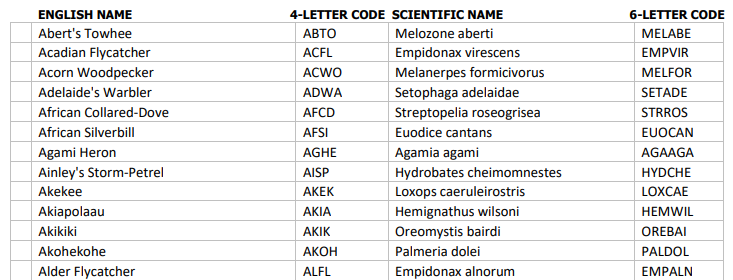 ENGLISH NAME 4-LETTER CODE SCIENTIFIC NAME 6-LETTER CODE
Abert's Towhee ABTO Melozone aberti MELABE
Acadian Flycatcher ACFL Empidonax virescens EMPVIR
Acorn Woodpecker ACWO Melanerpes formicivorus MELFOR
Adelaide's Warbler ADWA Setophaga adelaidae SETADE
African Collared-Dove AFCD Streptopelia roseogrisea STRROS
African Silverbill AFSI Euodice cantans EUOCAN
Agami Heron AGHE Agamia agami AGAAGA
Ainley's Storm-Petrel AISP Hydrobates cheimomnestes HYDCHE
Akekee AKEK Loxops caeruleirostris LOXCAE
Akiapolaau AKIA Hemignathus wilsoni HEMWIL
Akikiki AKIK Oreomystis bairdi OREBAI
Akohekohe AKOH Palmeria dolei PALDOL
Alder Flycatcher ALFL Empidonax alnorum EMPALN